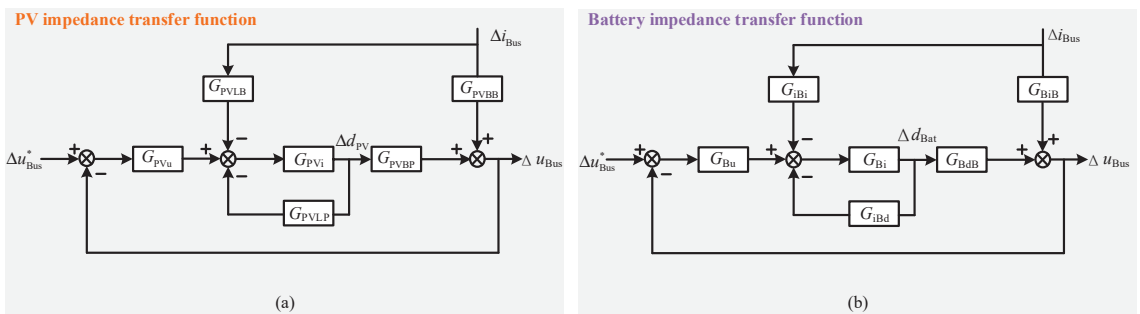 PV impedance transfer function
Δi_Bus
G_PVLB
G_PVBB
Δu*_Bus
G_PVu
G_PVi
Δd_PV
G_PVBP
Δ u_Bus
G_PVLP
(a)
Battery impedance transfer function
Δi_Bus
G_iBi
G_BiB
Δu*_Bus
G_Bu
G_Bi
Δ d_Bat
G_BdB
Δ u_Bus
G_iBd
(b)